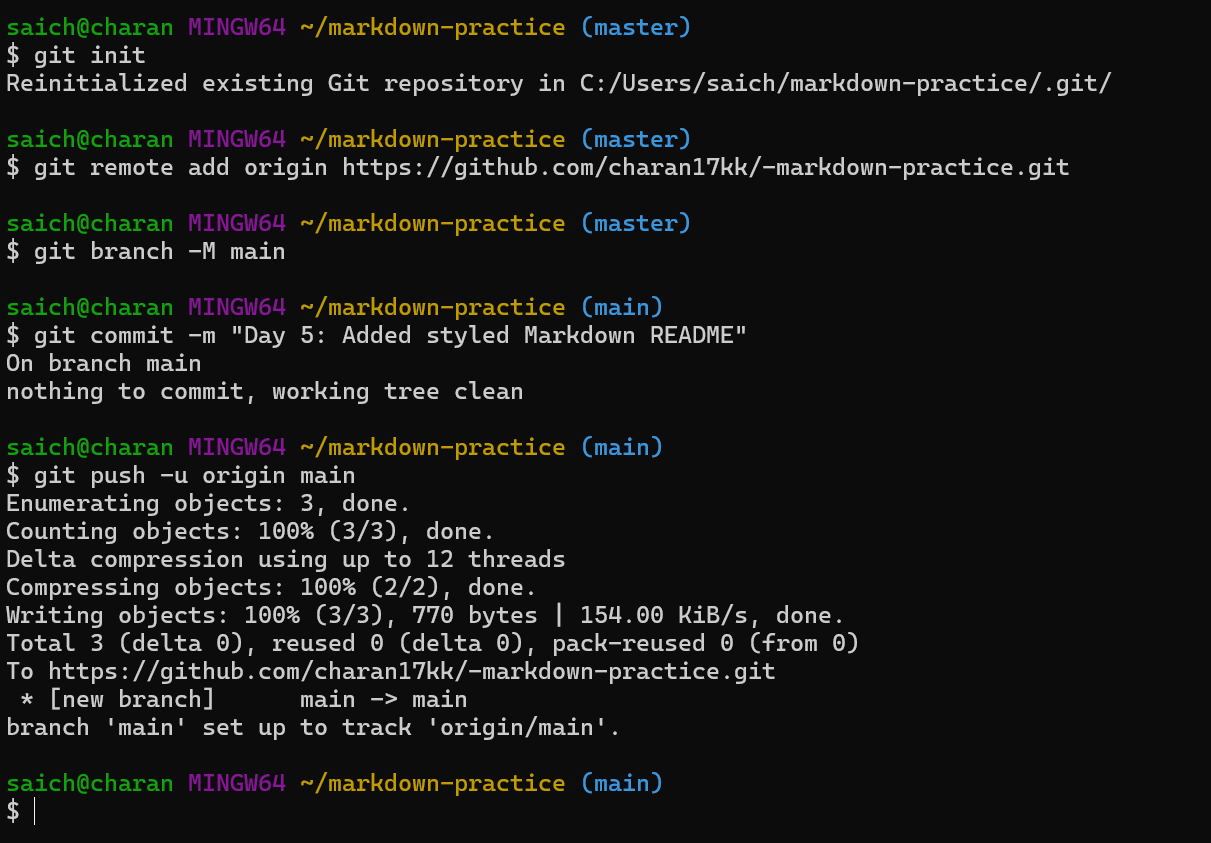 saich@charan MINGW64 ~/markdown-practice (master)
$ git init
Reinitialized existing Git repository in C:/Users/saich/markdown-practice/.git/
saich@charan MINGW64 ~/markdown-practice (master)
$ git remote add origin https://github.com/charan17kk/-markdown-practice.git
saich@charan MINGW64 ~/markdown-practice (master)
$ git branch -M main
saich@charan MINGW64 ~/markdown-practice (main)
$ git commit -m "Day 5: Added styled Markdown README"
On branch main
nothing to commit, working tree clean
saich@charan MINGW64 ~/markdown-practice (main)
$ git push -u origin main
Enumerating objects: 3, done.
Counting objects: 100% (3/3), done.
Delta compression using up to 12 threads
Compressing objects: 100% (2/2), done.
Writing objects: 100% (3/3), 770 bytes | 154.00 KiB/s, done.
Total 3 (delta 0), reused 0 (delta 0), pack-reused 0 (from 0)
To https://github.com/charan17kk/-markdown-practice.git
 * [new branch]      main -> main
branch 'main' set up to track 'origin/main'.
saich@charan MINGW64 ~/markdown-practice (main)
$